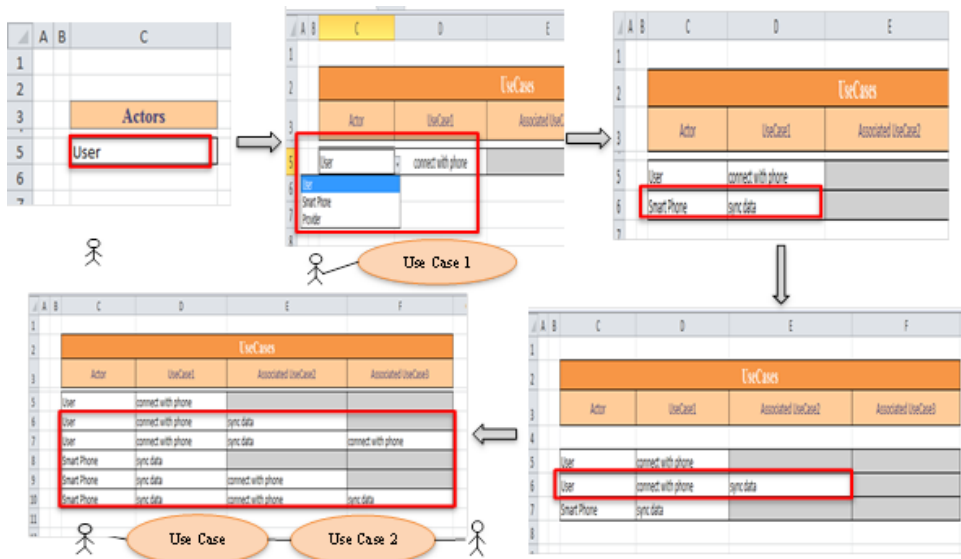 A B C
1
2
3 Actors
5 User
6
7
A B C D E
1
2 UseCases
3 Actor UseCase1 Associated UseC
5 User connect with phone
6 User
7 Smart Phone
Provider
8
A B C D E
1
2 UseCases
3 Actor UseCase1 Associated UseCase2
5 User connect with phone
6 Smart Phone sync data
7
Use Case 1
A B C D E F
1
2 UseCases
3 Actor UseCase1 Associated UseCase2 Associated UseCase3
5 User connect with phone
6 User connect with phone sync data
7 User connect with phone sync data connect with phone
8 Smart Phone sync data
9 Smart Phone sync data connect with phone
10 Smart Phone sync data connect with phone sync data
11
Use Case Use Case 2
A B C D E F
1
2 UseCases
3 Actor UseCase1 Associated UseCase2 Associated UseCase3
4
5 User connect with phone
6 User connect with phone sync data
7 Smart Phone sync data
8